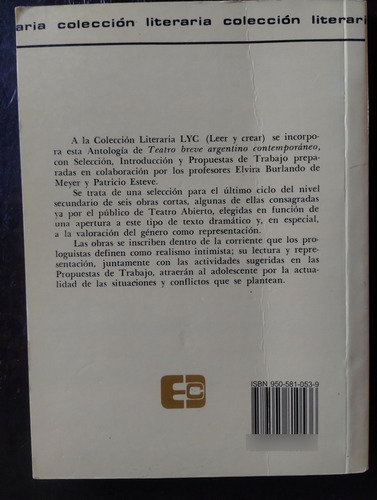 aria colección literaria colección literari
A la Colección Literaria LYC (Leer y crear) se incorpo-
ra esta Antología de Teatro breve argentino contemporáneo,
con Selección, Introducción y Propuestas de Trabajo prepa-
radas en colaboración por los profesores Elvira Burlando de
Meyer y Patricio Esteve.
Se trata de una selección para el último ciclo del nivel
secundario de seis obras cortas, algunas de ellas consagradas
ya por el público de Teatro Abierto, elegidas en función de
una apertura a este tipo de texto dramático y, en especial,
a la valoración del género como representación.
Las obras se inscriben dentro de la corriente que los pro-
loguistas definen como realismo intimista; su lectura y repre-
sentación, juntamente con las actividades sugeridas en las
Propuestas de Trabajo, atraerán al adolescente por la actua-
lidad de las situaciones y conflictos que se plantean.
ISBN 950-581-053-9